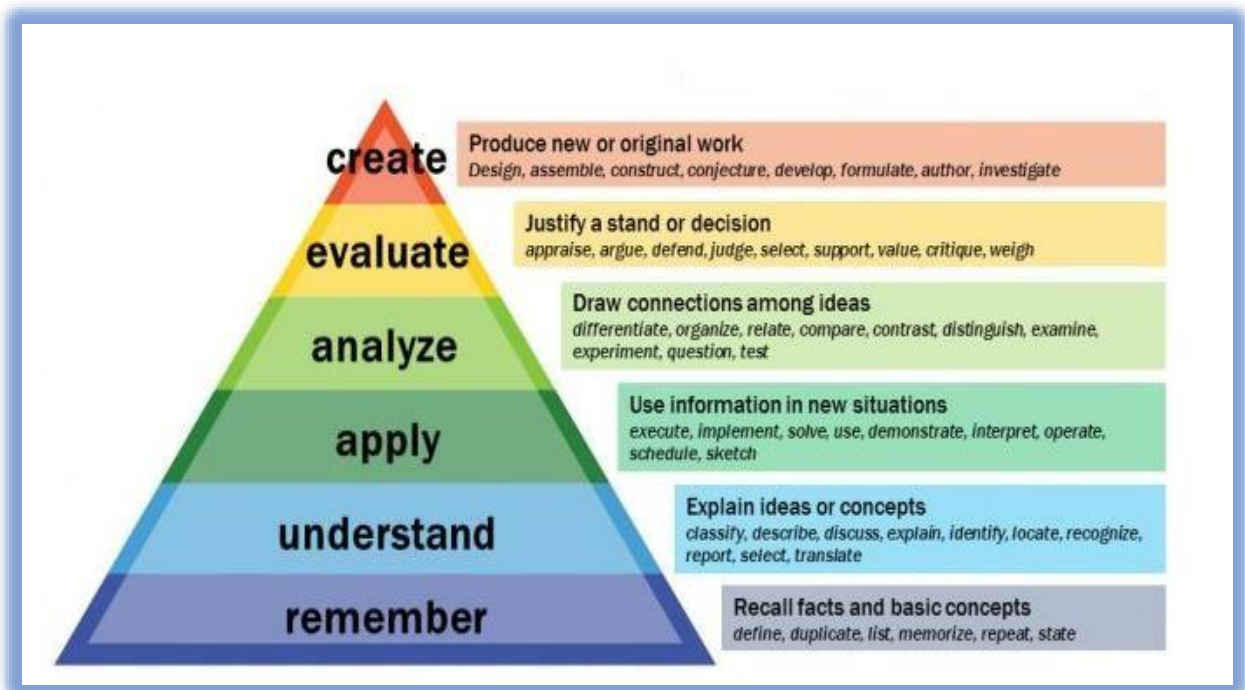 create
Produce new or original work
Design, assemble, construct, conjecture, develop, formulate, author, investigate
evaluate
Justify a stand or decision
appraise, argue, defend, judge, select, support, value, critique, weigh
analyze
Draw connections among ideas
differentiate, organize, relate, compare, contrast, distinguish, examine,
experiment, question, test
apply
Use information in new situations
execute, implement, solve, use, demonstrate, interpret, operate,
schedule, sketch
understand
Explain ideas or concepts
classify, describe, discuss, explain, identify, locate, recognize,
report, select, translate
remember
Recall facts and basic concepts
define, duplicate, list, memorize, repeat, state